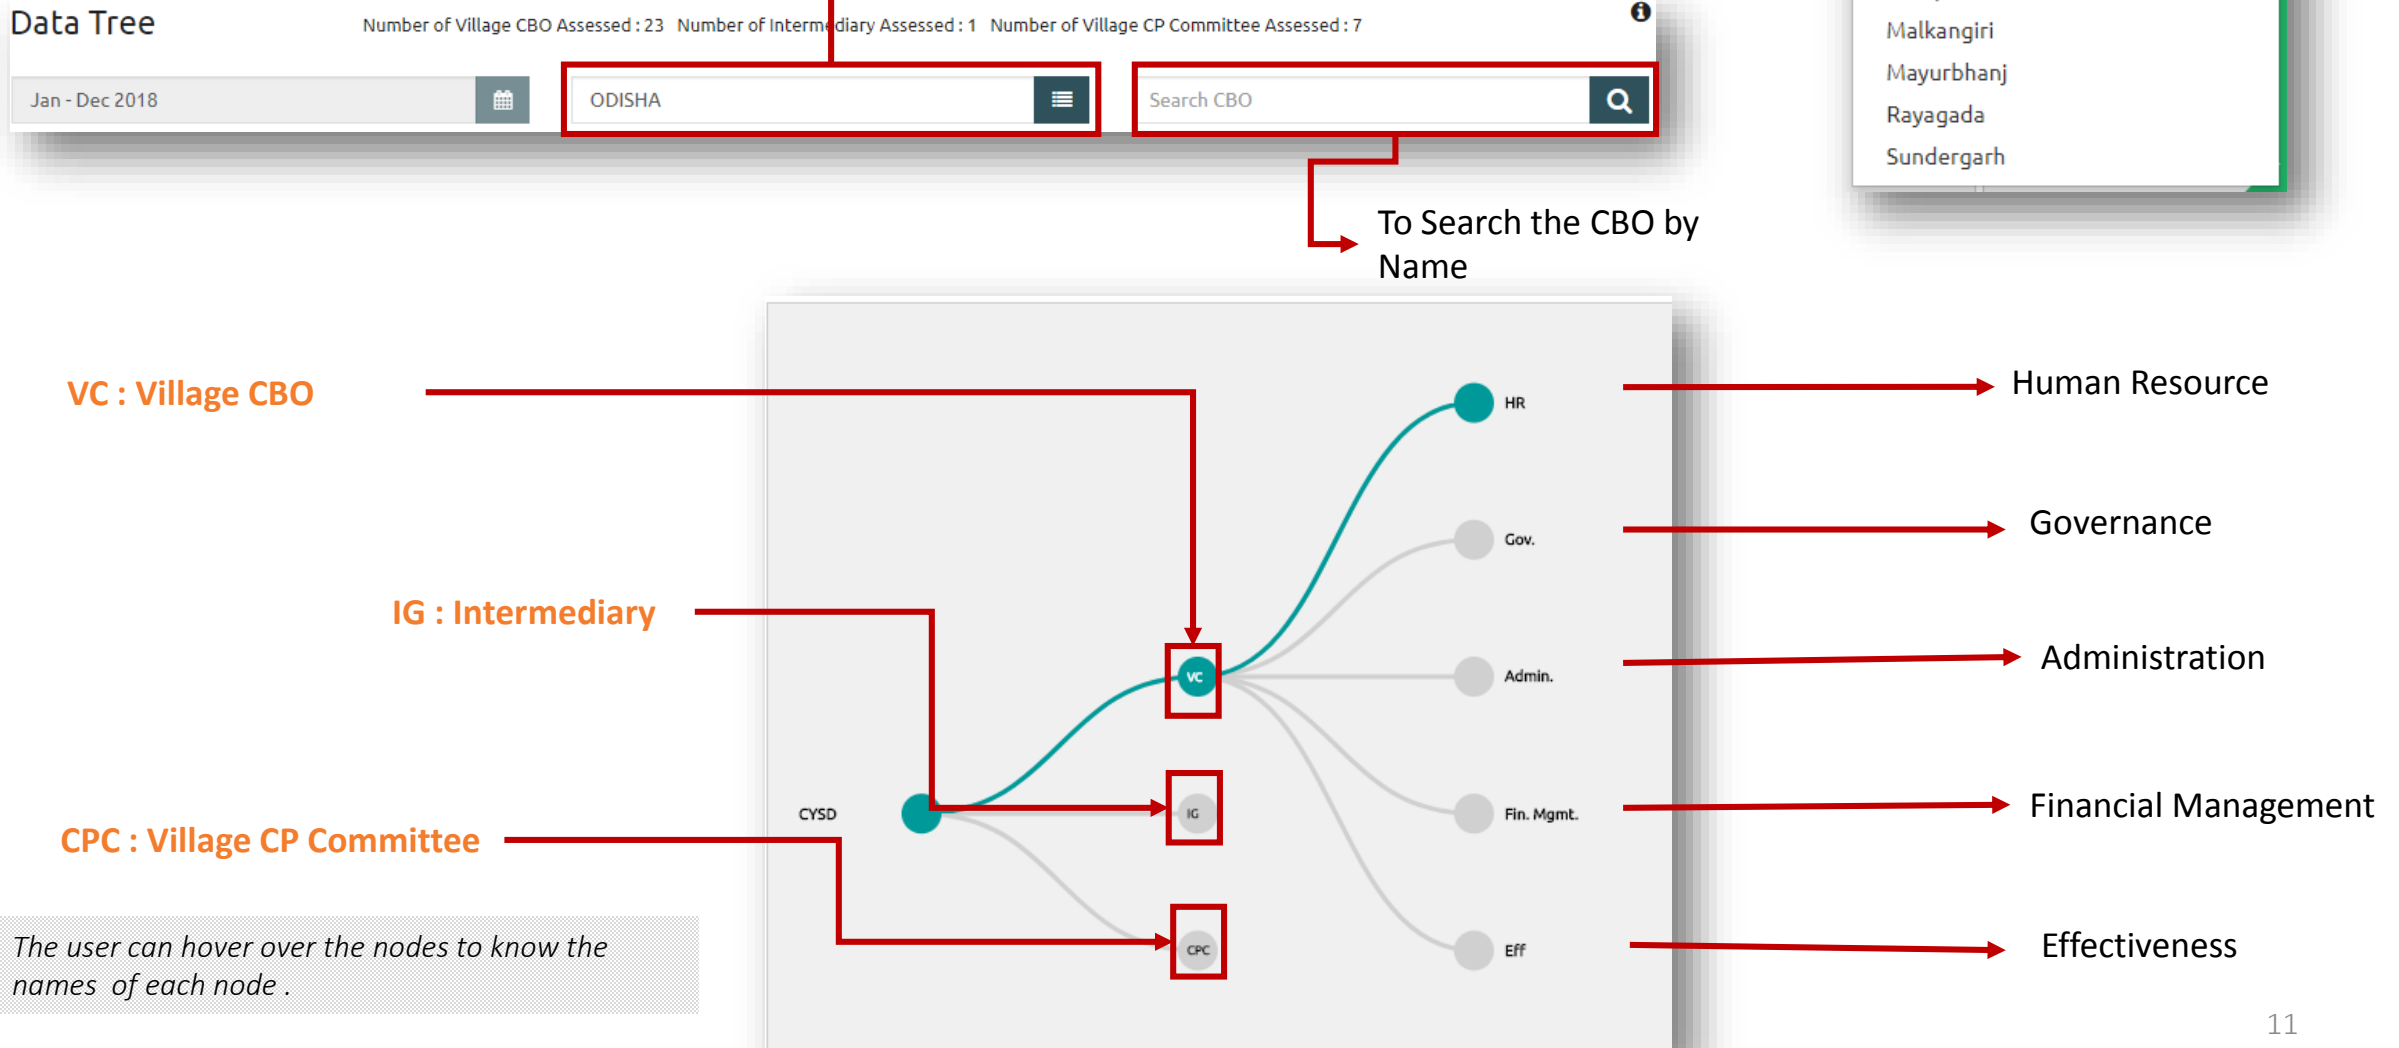 Data Tree
Number of Village CBO Assessed : 23 Number of Intermediary Assessed : 1 Number of Village CP Committee Assessed : 7
Jan - Dec 2018
ODISHA
Search CBO
Malkangiri
Mayurbhanj
Rayagada
Sundergarh
To Search the CBO by
Name
VC : Village CBO
IG : Intermediary
CPC : Village CP Committee
The user can hover over the nodes to know the
names of each node .
CYSD
VC
IG
CPC
HR
Gov.
Admin.
Fin. Mgmt.
Eff
Human Resource
Governance
Administration
Financial Management
Effectiveness
11